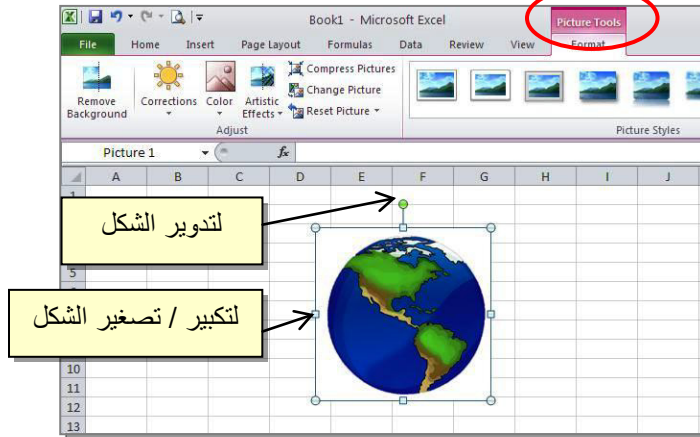 Book1 - Microsoft Excel
Picture Tools
File Home Insert Page Layout Formulas Data Review View Format
Remove Background
Corrections
Color
Artistic Effects
Compress Pictures
Change Picture
Reset Picture
Adjust
Picture Styles
Picture 1
fx
A B C D E F G H I J
1
لتدوير الشكل
5
لتكبير / تصغير الشكل
10
11
12
13